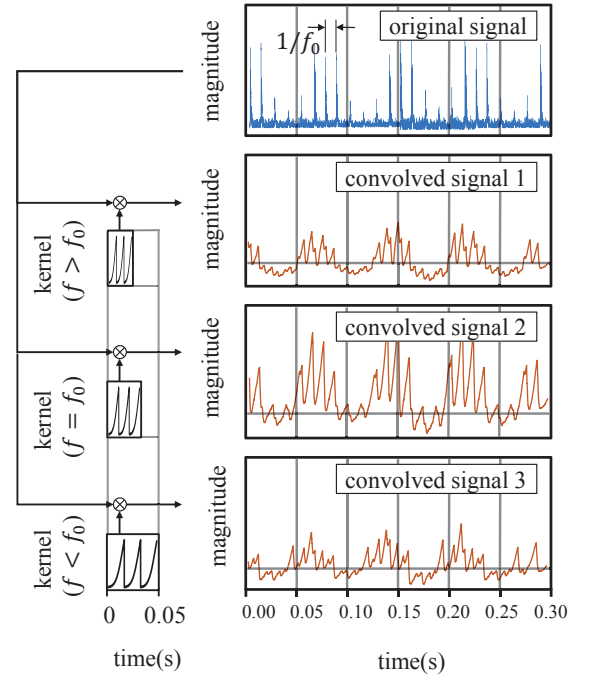 original signal
1/f₀
magnitude
convolved signal 1
magnitude
kernel
(f > f₀)
convolved signal 2
magnitude
kernel
(f = f₀)
convolved signal 3
magnitude
kernel
(f < f₀)
0 0.05
time(s)
0.00 0.05 0.10 0.15 0.20 0.25 0.30
time(s)